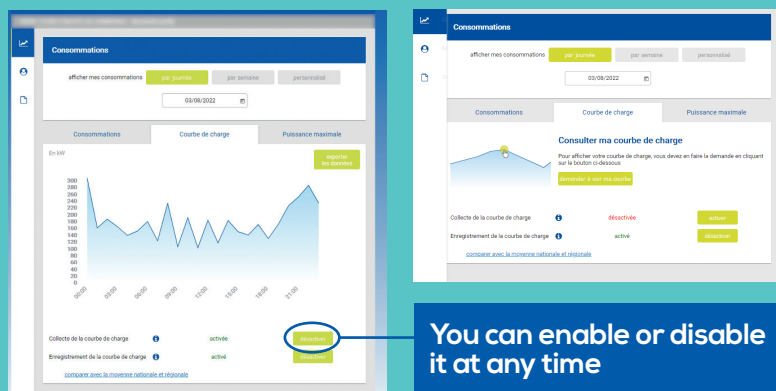 Consommations
afficher mes consommations par journée par semaine personnalisé
03/08/2022
Consommations Courbe de charge Puissance maximale
En kW
exporter
les données
300
280
260
240
220
200
180
160
140
120
100
80
60
40
20
0
00:00 03:00 06:00 09:00 12:00 15:00 18:00 21:00
Collecte de la courbe de charge activée désactiver
Enregistrement de la courbe de charge activé désactiver
comparer avec la moyenne nationale et régionale
Consommations
afficher mes consommations par journée par semaine personnalisé
03/08/2022
Consommations Courbe de charge Puissance maximale
Consulter ma courbe de charge
Pour afficher votre courbe de charge, vous devez en faire la demande en cliquant
sur le bouton ci-dessous
demander à voir ma courbe
Collecte de la courbe de charge désactivée activer
Enregistrement de la courbe de charge activé désactiver
comparer avec la moyenne nationale et régionale
You can enable or disable
it at any time